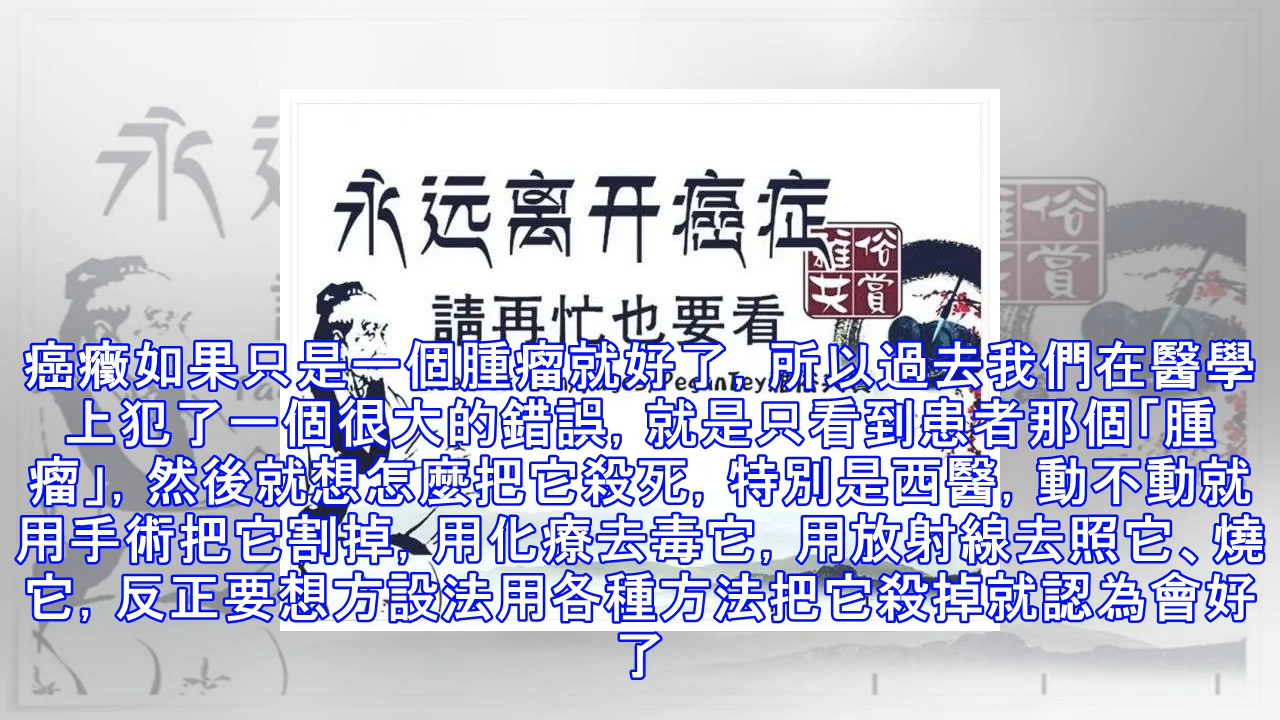 永远离开癌症
雅俗
共赏
請再忙也要看
癌癥如果只是一個腫瘤就好了, 所以過去我們在醫學
上犯了一個很大的錯誤, 就是只看到患者那個「腫
瘤」, 然後就想怎麼把它殺死, 特別是西醫, 動不動就
用手術把它割掉, 用化療去毒它, 用放射線去照它、燒
它, 反正要想方設法用各種方法把它殺掉就認為會好
了